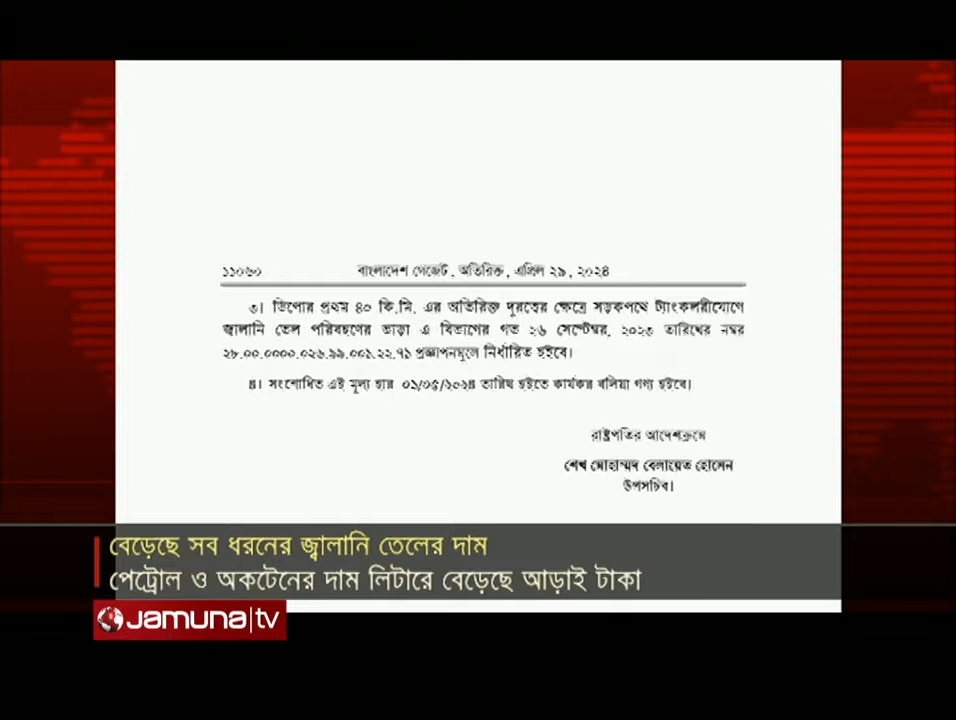 ১১০৬০
বাংলাদেশ গেজেট, অতিরিক্ত, এপ্রিল ২৯, ২০২৪
৩। ডিপোর প্রথম ৪০ কি.মি. এর অতিরিক্ত দূরত্বের ক্ষেত্রে সড়কপথে ট্যাংকলরীযোগে
জ্বালানি তেল পরিবহণের ভাড়া এ বিভাগের গত ২৬ সেপ্টেম্বর, ২০২৩ তারিখের নম্বর
২৮.০০.০০০০.০২৬.৯৯.০০১.২২.৭১ প্রজ্ঞাপনমূলে নির্ধারিত হইবে।
৪। সংশোধিত এই মূল্য হার ০১/০৫/২০২৪ তারিখ হইতে কার্যকর বলিয়া গণ্য হইবে।
রাষ্ট্রপতির আদেশক্রমে
শেখ মোহাম্মদ বেলায়েত হোসেন
উপসচিব।
বেড়েছে সব ধরনের জ্বালানি তেলের দাম
পেট্রোল ও অকটেনের দাম লিটারে বেড়েছে আড়াই টাকা
JAMUNA|tv